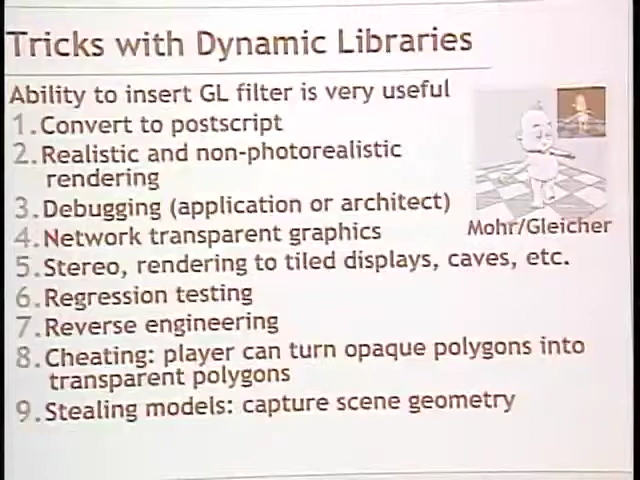 Tricks with Dynamic Libraries
Ability to insert GL filter is very useful
1. Convert to postscript
2. Realistic and non-photorealistic
rendering
3. Debugging (application or architect)
4. Network transparent graphics
Mohr/Gleicher
5. Stereo, rendering to tiled displays, caves, etc.
6. Regression testing
7. Reverse engineering
8. Cheating: player can turn opaque polygons into
transparent polygons
9. Stealing models: capture scene geometry